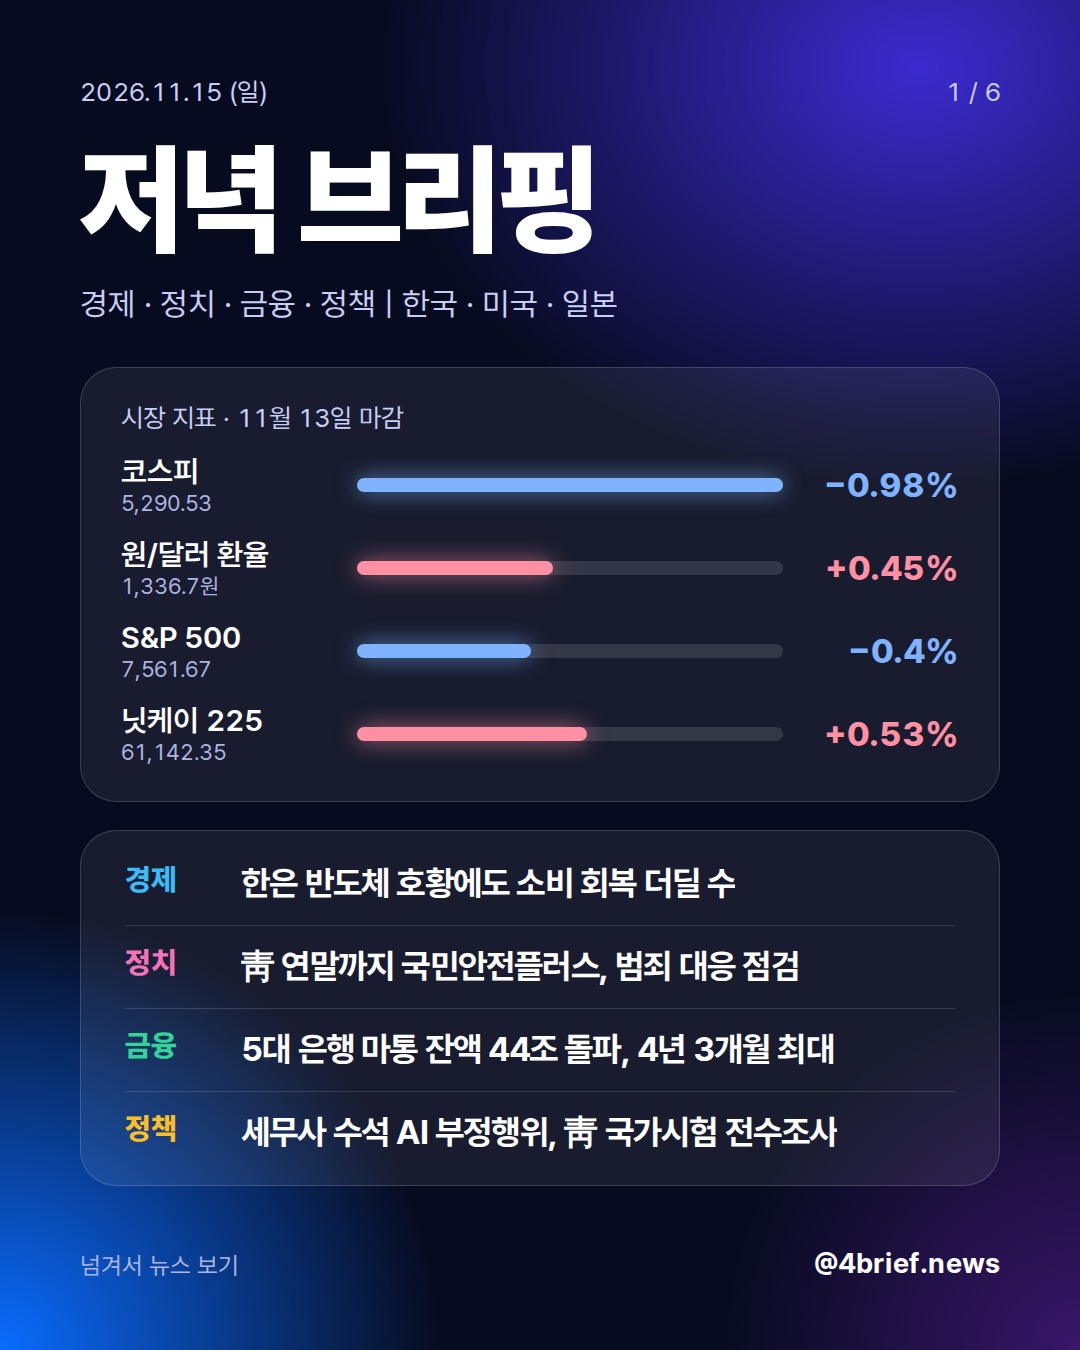 2026.11.15 (일)
1 / 6
저녁 브리핑
경제 · 정치 · 금융 · 정책 | 한국 · 미국 · 일본
시장 지표 · 11월 13일 마감
코스피
5,290.53
−0.98%
원/달러 환율
1,336.7원
+0.45%
S&P 500
7,561.67
−0.4%
닛케이 225
61,142.35
+0.53%
경제
한은 반도체 호황에도 소비 회복 더딜 수
정치
靑 연말까지 국민안전플러스, 범죄 대응 점검
금융
5대 은행 마통 잔액 44조 돌파, 4년 3개월 최대
정책
세무사 수석 AI 부정행위, 靑 국가시험 전수조사
넘겨서 뉴스 보기
@4brief.news